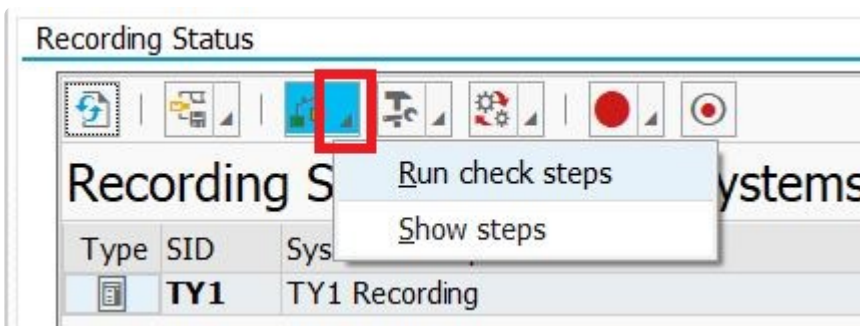 Recording Status
Run check steps
Recording S ystems
Show steps
Type SID Sys
TY1 TY1 Recording